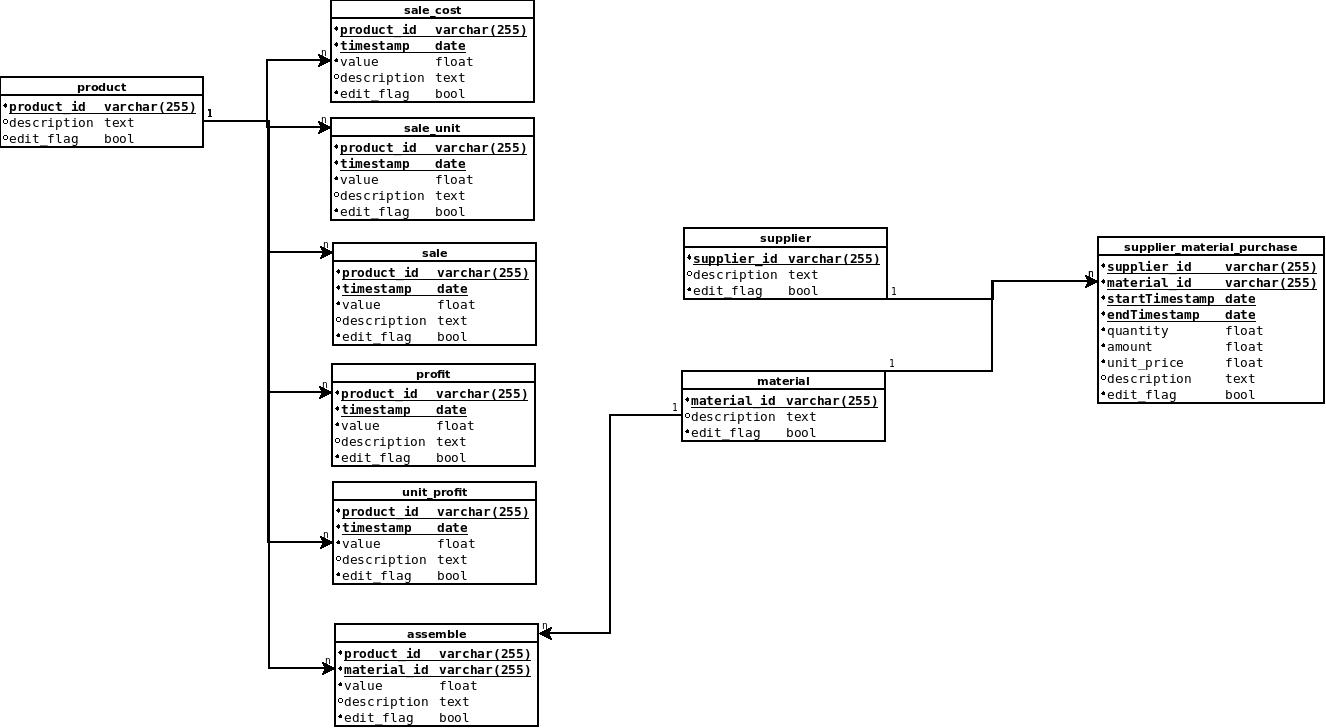 product
product_id varchar(255)
description text
edit_flag bool
1
sale_cost
product_id varchar(255)
timestamp date
value float
description text
edit_flag bool
n
sale_unit
product_id varchar(255)
timestamp date
value float
description text
edit_flag bool
n
sale
product_id varchar(255)
timestamp date
value float
description text
edit_flag bool
n
profit
product_id varchar(255)
timestamp date
value float
description text
edit_flag bool
n
unit_profit
product_id varchar(255)
timestamp date
value float
description text
edit_flag bool
n
assemble
product_id varchar(255)
material_id varchar(255)
value float
description text
edit_flag bool
n
n
supplier
supplier_id varchar(255)
description text
edit_flag bool
1
material
material_id varchar(255)
description text
edit_flag bool
1
1
supplier_material_purchase
supplier_id varchar(255)
material_id varchar(255)
startTimestamp date
endTimestamp date
quantity float
amount float
unit_price float
description text
edit_flag bool
n